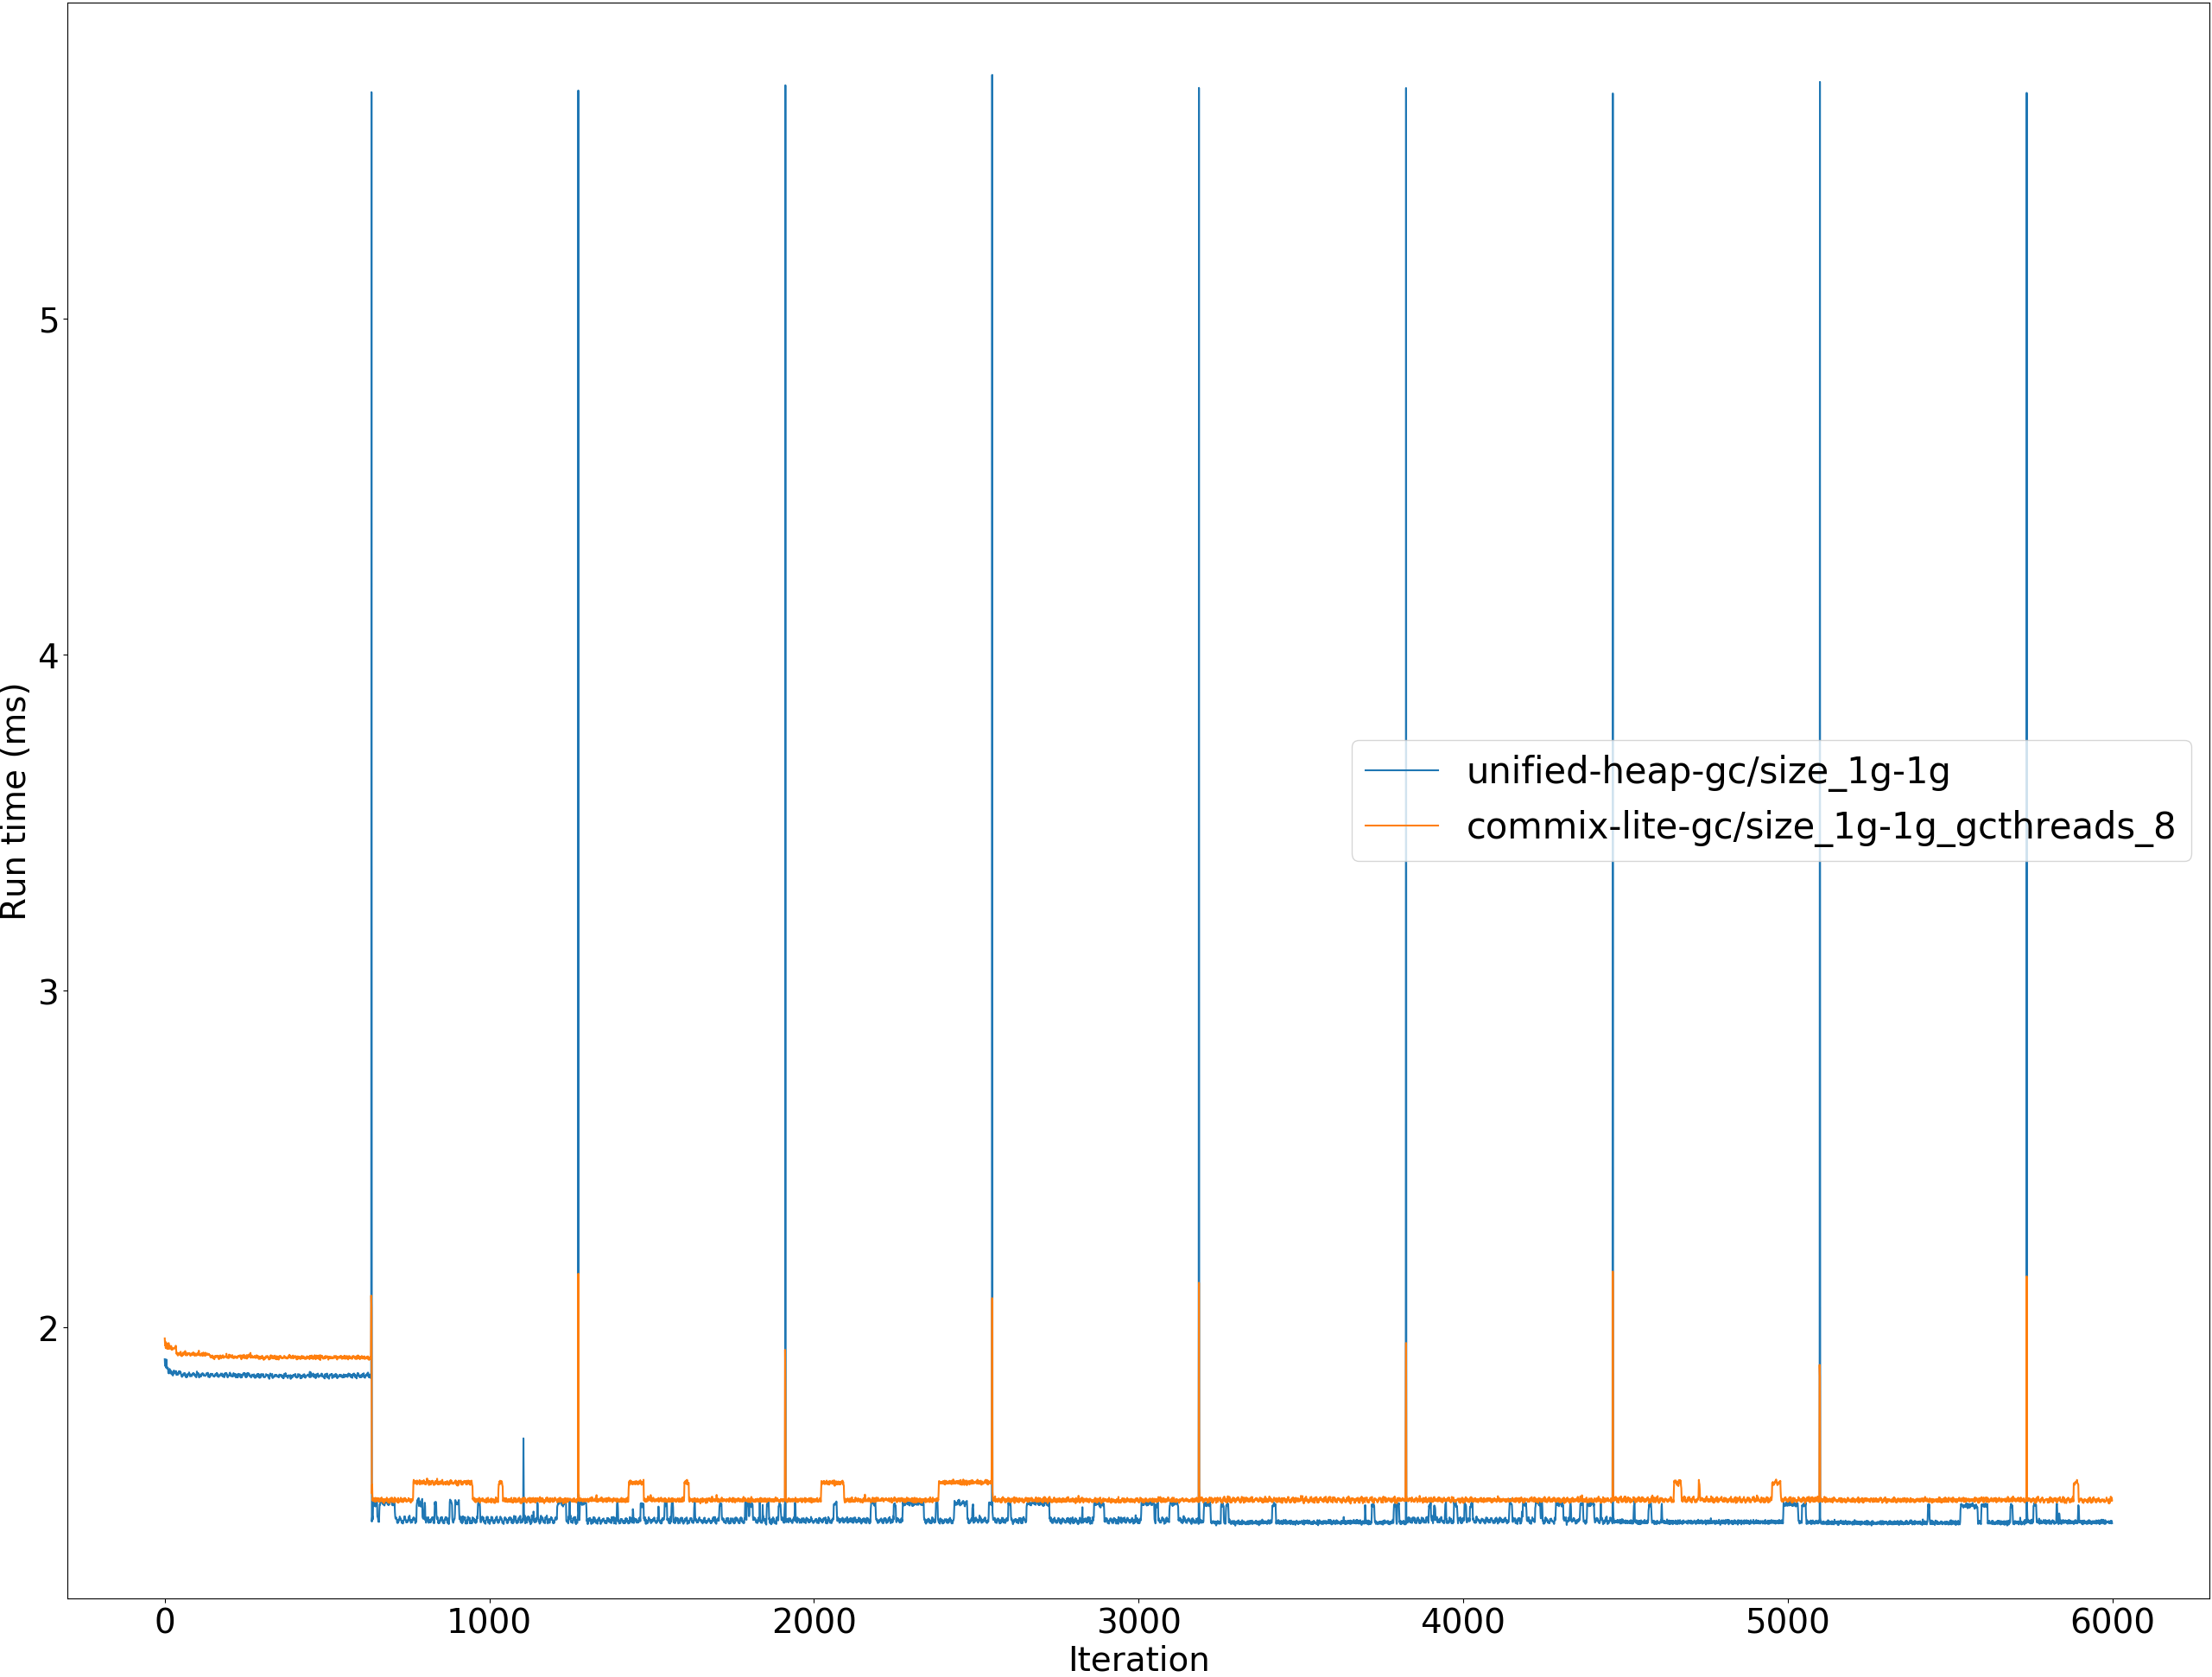 5
4
3
2
Run time (ms)
unified-heap-gc/size_1g-1g
commix-lite-gc/size_1g-1g_gcthreads_8
0 1000 2000 3000 4000 5000 6000
Iteration